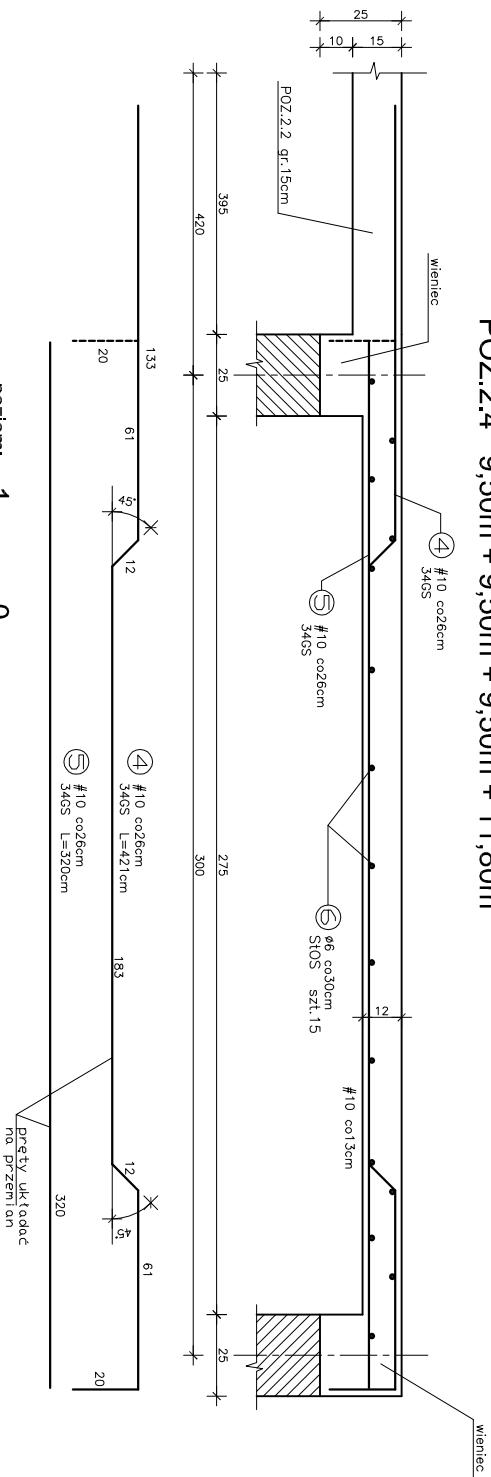 POZ.2.4 9,50m + 9,50m + 9,50m + 11,80m
25
10 15
POZ.2.2 gr.15cm
wieniec
4 #10 co26cm
34GS
5 #10 co26cm
34GS
6 ø6 co30cm
StOS szt.15
12
#10 co13cm
wieniec
395 25 275 25
420 300
133
20
61
45°
12
4 #10 co26cm
34GS L=421cm
183
12
45°
61
20
5 #10 co26cm
34GS L=320cm
320
pręty układać
na przemian